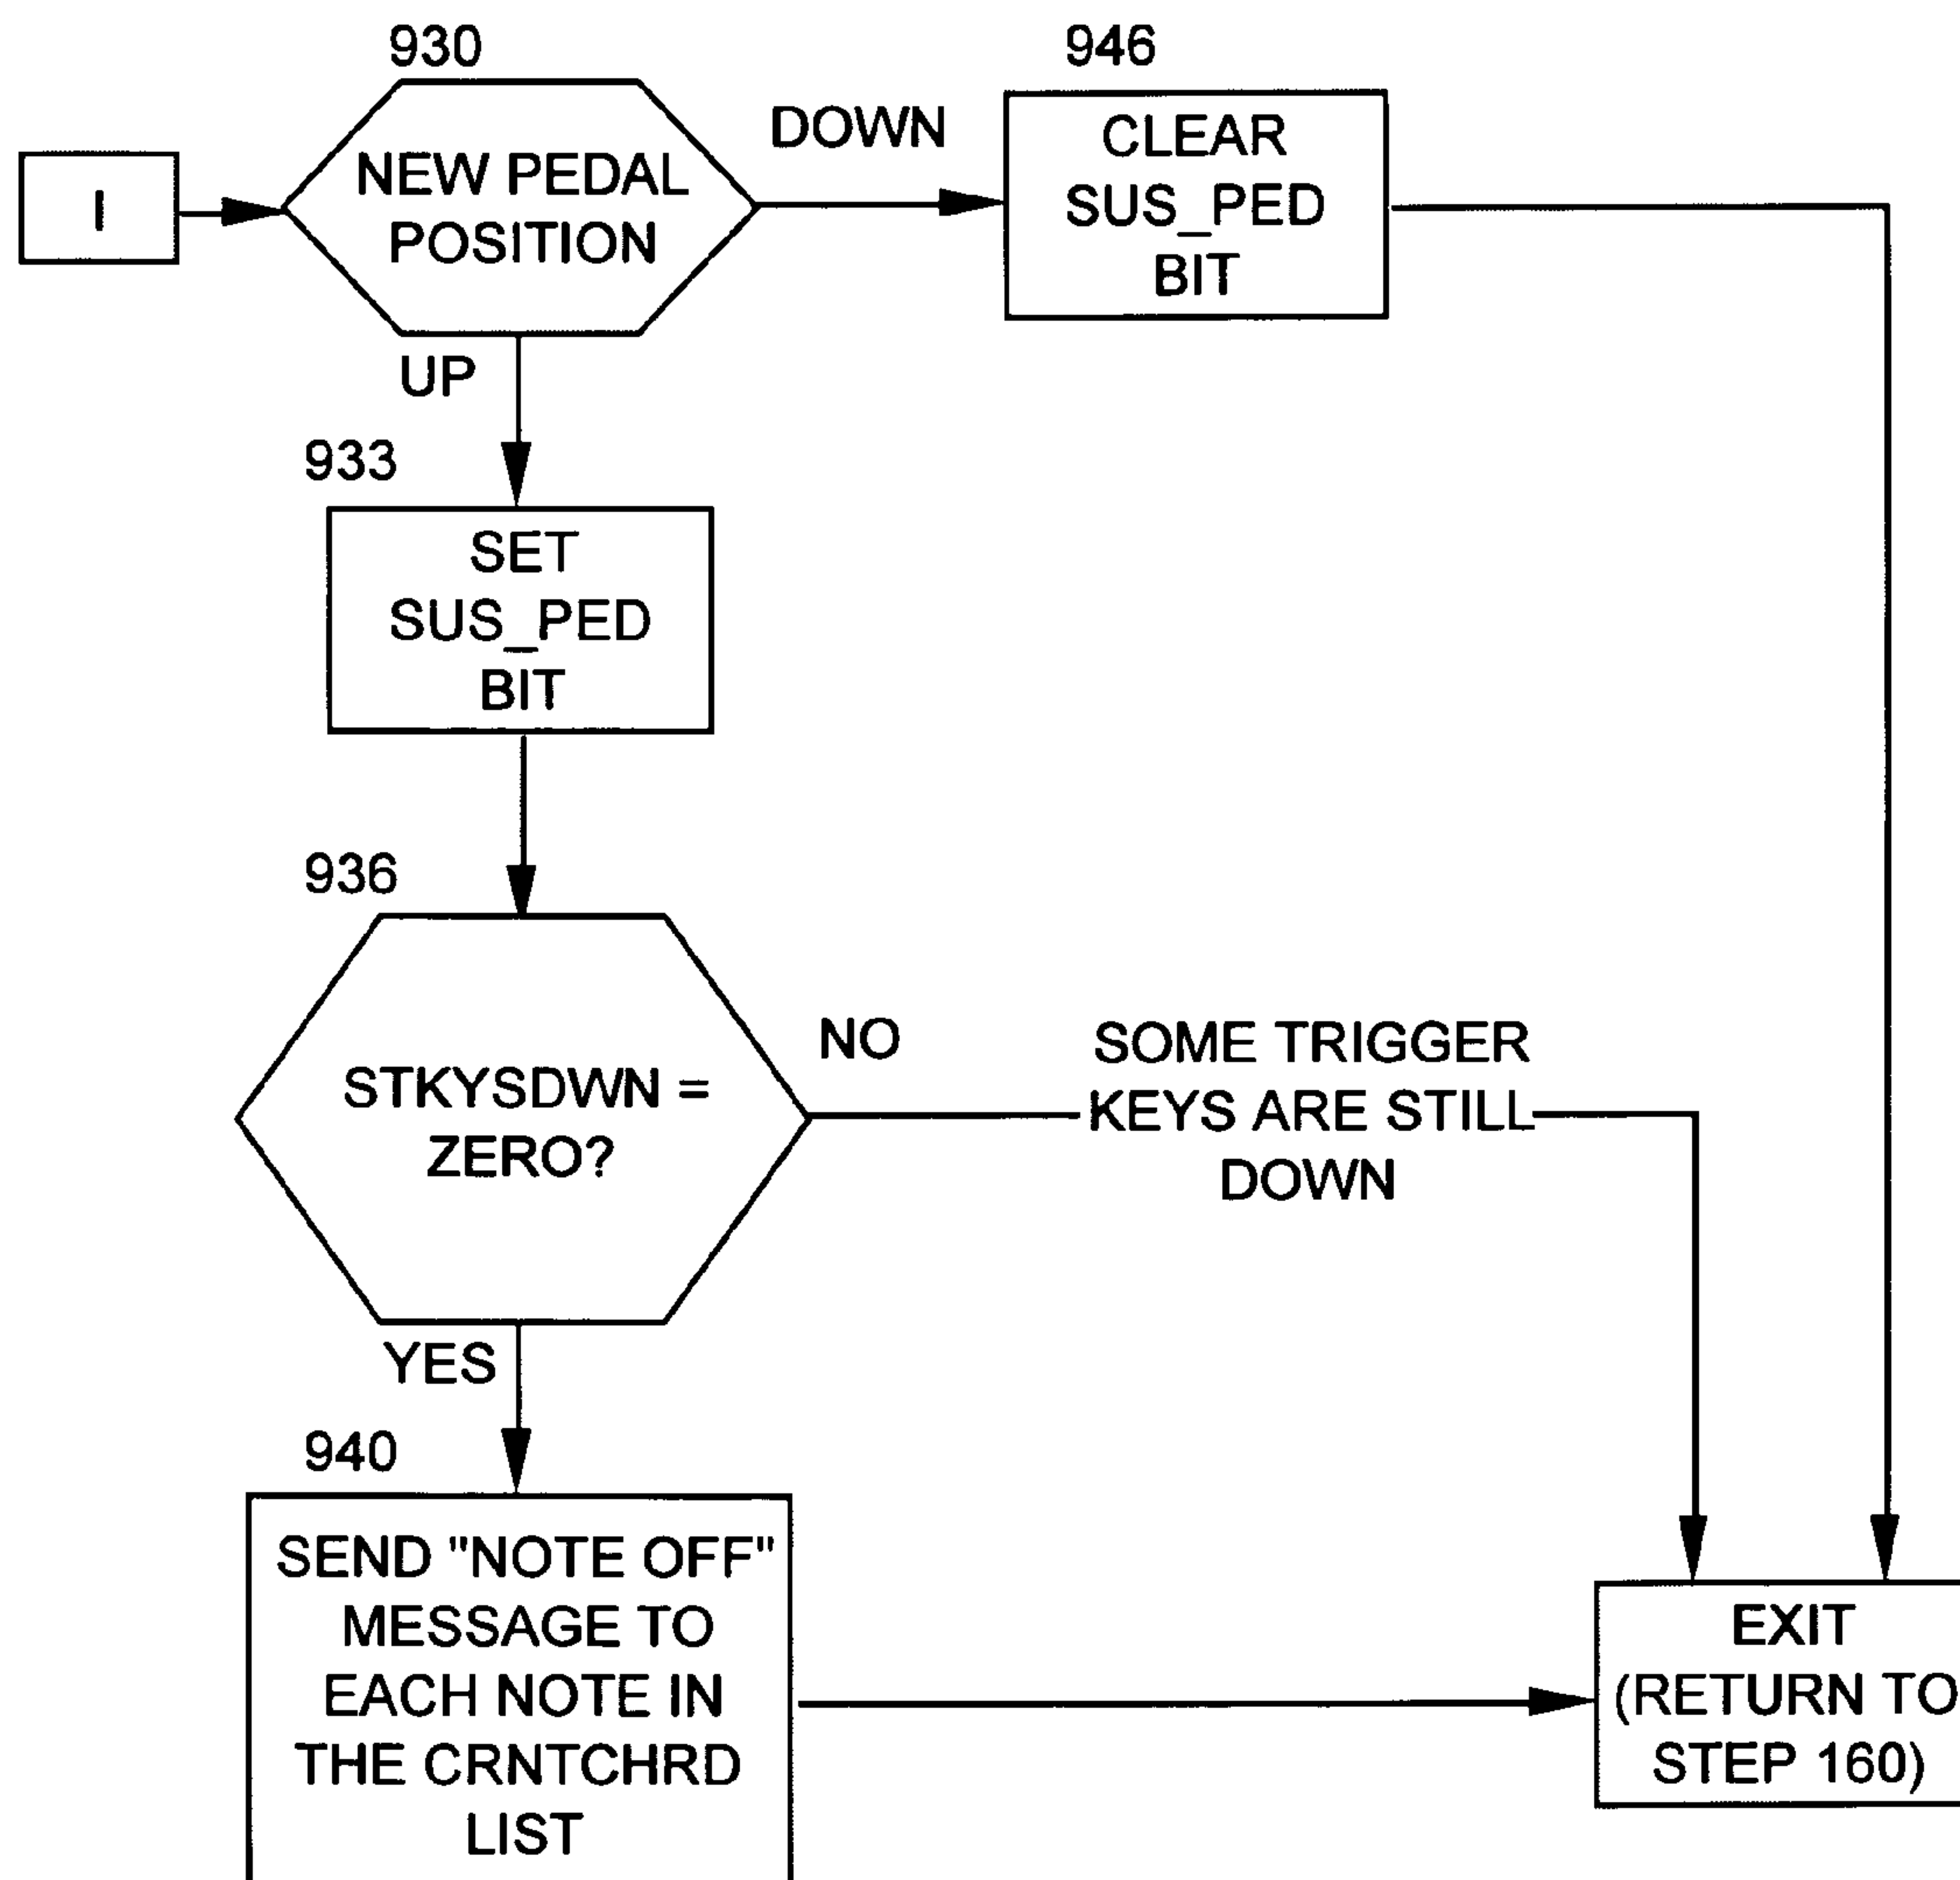 930
946
I
NEW PEDAL
POSITION
DOWN
CLEAR
SUS_PED
BIT
UP
933
SET
SUS_PED
BIT
936
STKYSDWN =
ZERO?
NO
SOME TRIGGER
KEYS ARE STILL
DOWN
YES
940
SEND "NOTE OFF"
MESSAGE TO
EACH NOTE IN
THE CRNTCHRD
LIST
EXIT
(RETURN TO
STEP 160)